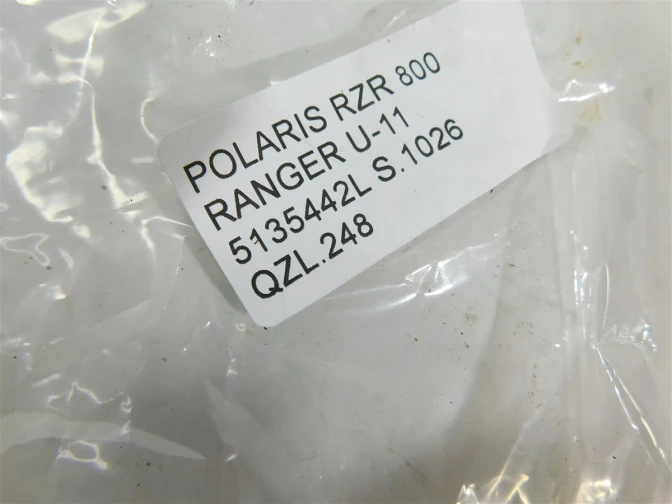 POLARIS RZR 800
RANGER U-11
5135442L S.1026
QZL.248